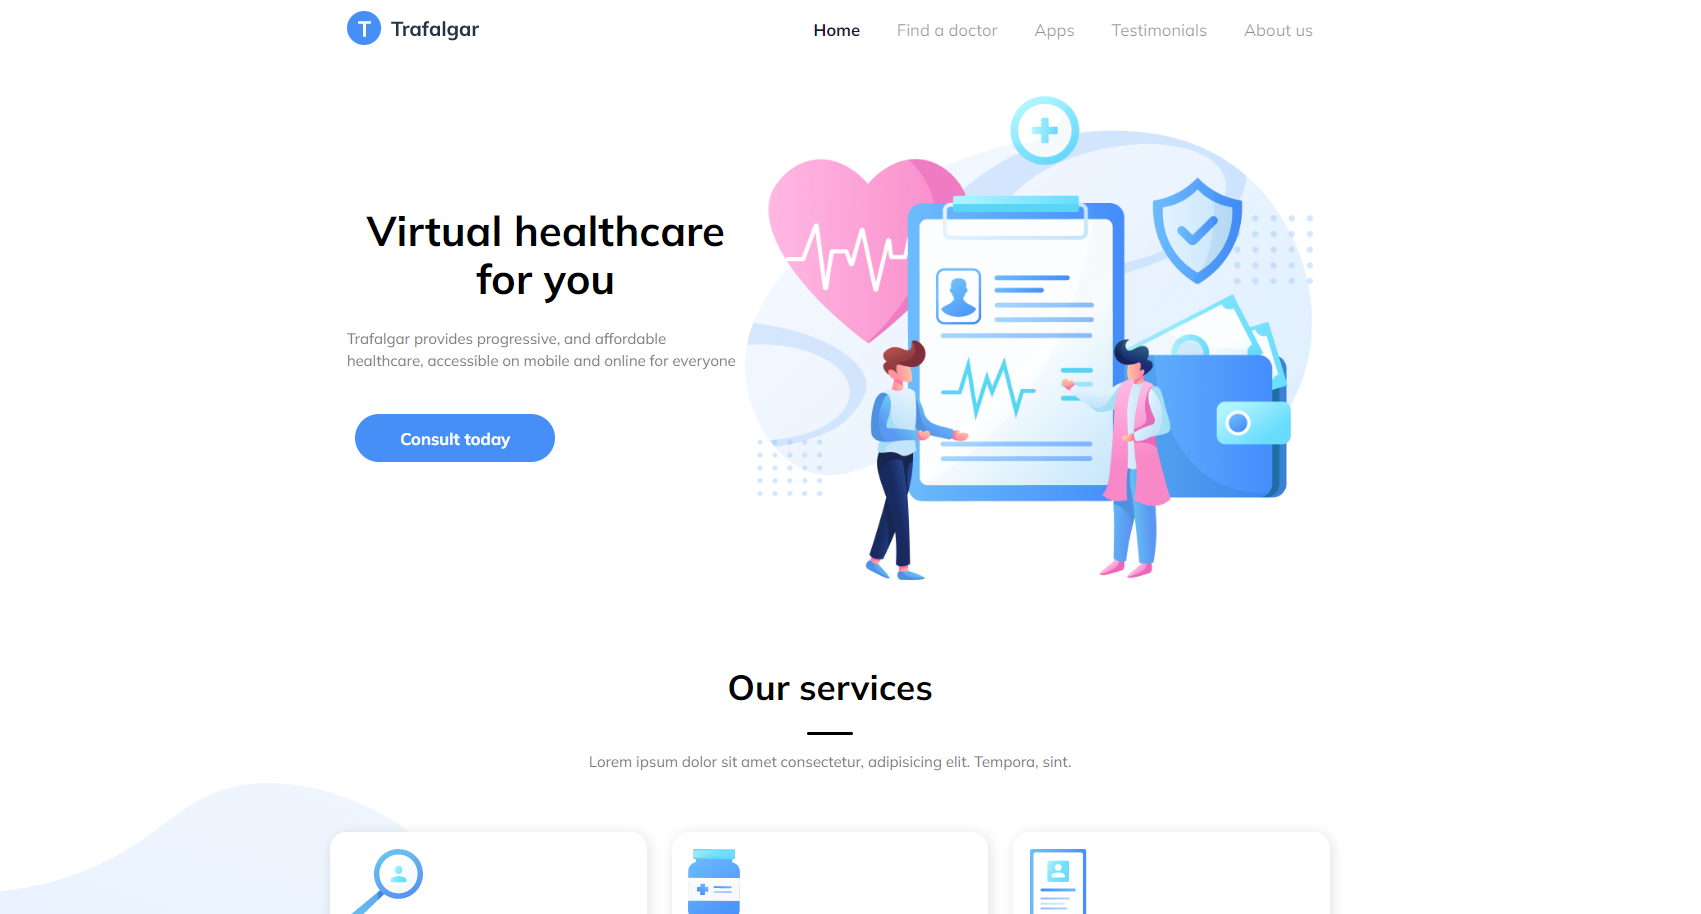 T Trafalgar
Home Find a doctor Apps Testimonials About us
Virtual healthcare
for you
Trafalgar provides progressive, and affordable
healthcare, accessible on mobile and online for everyone
Consult today
Our services
Lorem ipsum dolor sit amet consectetur, adipisicing elit. Tempora, sint.